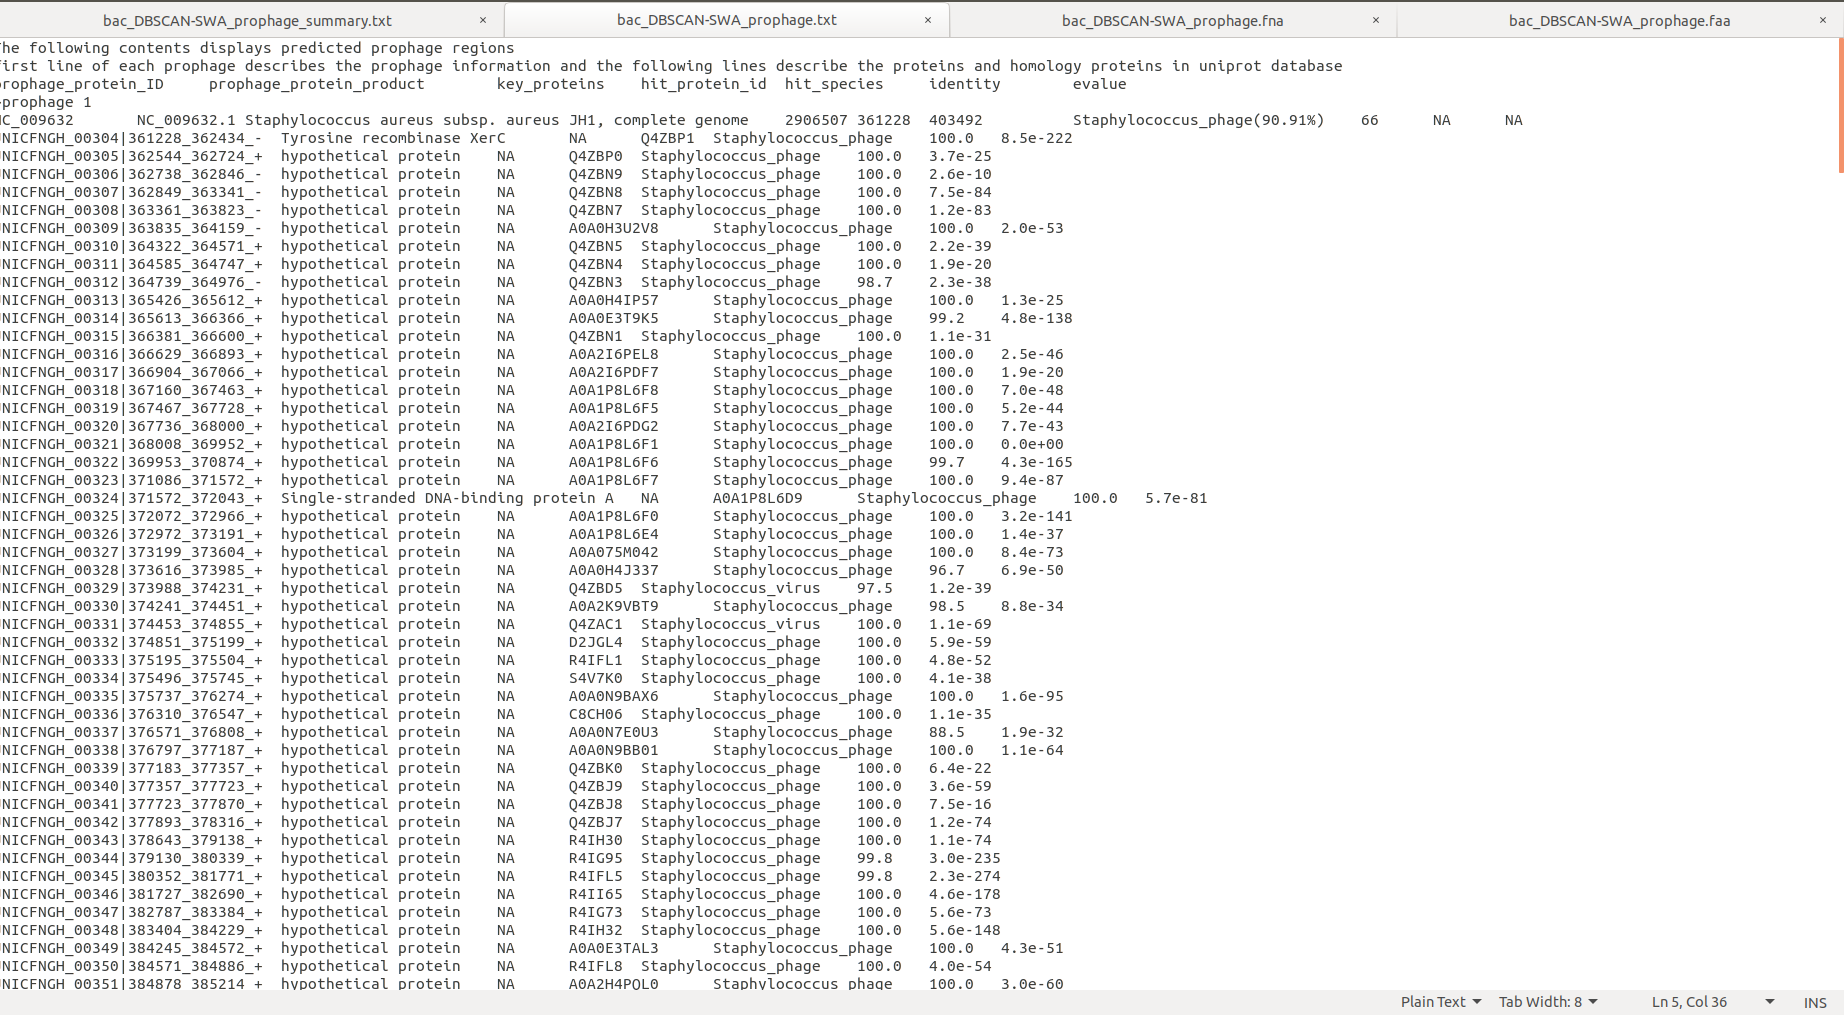 bac_DBSCAN-SWA_prophage_summary.txt × bac_DBSCAN-SWA_prophage.txt × bac_DBSCAN-SWA_prophage.fna × bac_DBSCAN-SWA_prophage.faa ×
he following contents displays predicted prophage regions
irst line of each prophage describes the prophage information and the following lines describe the proteins and homology proteins in uniprot database
rophage_protein_ID prophage_protein_product key_proteins hit_protein_id hit_species identity evalue
prophage 1
C_009632 NC_009632.1 Staphylococcus aureus subsp. aureus JH1, complete genome 2906507 361228 403492 Staphylococcus_phage(90.91%) 66 NA NA
NICFNGH_00304|361228_362434_- Tyrosine recombinase XerC NA Q4ZBP1 Staphylococcus_phage 100.0 8.5e-222
NICFNGH_00305|362544_362724_+ hypothetical protein NA Q4ZBP0 Staphylococcus_phage 100.0 3.7e-25
NICFNGH_00306|362738_362846_- hypothetical protein NA Q4ZBN9 Staphylococcus_phage 100.0 2.6e-10
NICFNGH_00307|362849_363341_- hypothetical protein NA Q4ZBN8 Staphylococcus_phage 100.0 7.5e-84
NICFNGH_00308|363361_363823_- hypothetical protein NA Q4ZBN7 Staphylococcus_phage 100.0 1.2e-83
NICFNGH_00309|363835_364159_- hypothetical protein NA A0A0H3U2V8 Staphylococcus_phage 100.0 2.0e-53
NICFNGH_00310|364322_364571_+ hypothetical protein NA Q4ZBN5 Staphylococcus_phage 100.0 2.2e-39
NICFNGH_00311|364585_364747_+ hypothetical protein NA Q4ZBN4 Staphylococcus_phage 100.0 1.9e-20
NICFNGH_00312|364739_364976_- hypothetical protein NA Q4ZBN3 Staphylococcus_phage 98.7 2.3e-38
NICFNGH_00313|365426_365612_+ hypothetical protein NA A0A0H4IP57 Staphylococcus_phage 100.0 1.3e-25
NICFNGH_00314|365613_366366_+ hypothetical protein NA A0A0E3T9K5 Staphylococcus_phage 99.2 4.8e-138
NICFNGH_00315|366381_366600_+ hypothetical protein NA Q4ZBN1 Staphylococcus_phage 100.0 1.1e-31
NICFNGH_00316|366629_366893_+ hypothetical protein NA A0A2I6PEL8 Staphylococcus_phage 100.0 2.5e-46
NICFNGH_00317|366904_367066_+ hypothetical protein NA A0A2I6PDF7 Staphylococcus_phage 100.0 1.9e-20
NICFNGH_00318|367160_367463_+ hypothetical protein NA A0A1P8L6F8 Staphylococcus_phage 100.0 7.0e-48
NICFNGH_00319|367467_367728_+ hypothetical protein NA A0A1P8L6F5 Staphylococcus_phage 100.0 5.2e-44
NICFNGH_00320|367736_368000_+ hypothetical protein NA A0A2I6PDG2 Staphylococcus_phage 100.0 7.7e-43
NICFNGH_00321|368008_369952_+ hypothetical protein NA A0A1P8L6F1 Staphylococcus_phage 100.0 0.0e+00
NICFNGH_00322|369953_370874_+ hypothetical protein NA A0A1P8L6F6 Staphylococcus_phage 99.7 4.3e-165
NICFNGH_00323|371086_371572_+ hypothetical protein NA A0A1P8L6F7 Staphylococcus_phage 100.0 9.4e-87
NICFNGH_00324|371572_372043_+ Single-stranded DNA-binding protein A NA A0A1P8L6D9 Staphylococcus_phage 100.0 5.7e-81
NICFNGH_00325|372072_372966_+ hypothetical protein NA A0A1P8L6F0 Staphylococcus_phage 100.0 3.2e-141
NICFNGH_00326|372972_373191_+ hypothetical protein NA A0A1P8L6E4 Staphylococcus_phage 100.0 1.4e-37
NICFNGH_00327|373199_373604_+ hypothetical protein NA A0A075M042 Staphylococcus_phage 100.0 8.4e-73
NICFNGH_00328|373616_373985_+ hypothetical protein NA A0A0H4J337 Staphylococcus_phage 96.7 6.9e-50
NICFNGH_00329|373988_374231_+ hypothetical protein NA Q4ZBD5 Staphylococcus_virus 97.5 1.2e-39
NICFNGH_00330|374241_374451_+ hypothetical protein NA A0A2K9VBT9 Staphylococcus_phage 98.5 8.8e-34
NICFNGH_00331|374453_374855_+ hypothetical protein NA Q4ZAC1 Staphylococcus_virus 100.0 1.1e-69
NICFNGH_00332|374851_375199_+ hypothetical protein NA D2JGL4 Staphylococcus_phage 100.0 5.9e-59
NICFNGH_00333|375195_375504_+ hypothetical protein NA R4IFL1 Staphylococcus_phage 100.0 4.8e-52
NICFNGH_00334|375496_375745_+ hypothetical protein NA S4V7K0 Staphylococcus_phage 100.0 4.1e-38
NICFNGH_00335|375737_376274_+ hypothetical protein NA A0A0N9BAX6 Staphylococcus_phage 100.0 1.6e-95
NICFNGH_00336|376310_376547_+ hypothetical protein NA C8CH06 Staphylococcus_phage 100.0 1.1e-35
NICFNGH_00337|376571_376808_+ hypothetical protein NA A0A0N7E0U3 Staphylococcus_phage 88.5 1.9e-32
NICFNGH_00338|376797_377187_+ hypothetical protein NA A0A0N9BB01 Staphylococcus_phage 100.0 1.1e-64
NICFNGH_00339|377183_377357_+ hypothetical protein NA Q4ZBK0 Staphylococcus_phage 100.0 6.4e-22
NICFNGH_00340|377357_377723_+ hypothetical protein NA Q4ZBJ9 Staphylococcus_phage 100.0 3.6e-59
NICFNGH_00341|377723_377870_+ hypothetical protein NA Q4ZBJ8 Staphylococcus_phage 100.0 7.5e-16
NICFNGH_00342|377893_378316_+ hypothetical protein NA Q4ZBJ7 Staphylococcus_phage 100.0 1.2e-74
NICFNGH_00343|378643_379138_+ hypothetical protein NA R4IH30 Staphylococcus_phage 100.0 1.1e-74
NICFNGH_00344|379130_380339_+ hypothetical protein NA R4IG95 Staphylococcus_phage 99.8 3.0e-235
NICFNGH_00345|380352_381771_+ hypothetical protein NA R4IFL5 Staphylococcus_phage 99.8 2.3e-274
NICFNGH_00346|381727_382690_+ hypothetical protein NA R4II65 Staphylococcus_phage 100.0 4.6e-178
NICFNGH_00347|382787_383384_+ hypothetical protein NA R4IG73 Staphylococcus_phage 100.0 5.6e-73
NICFNGH_00348|383404_384229_+ hypothetical protein NA R4IH32 Staphylococcus_phage 100.0 5.6e-148
NICFNGH_00349|384245_384572_+ hypothetical protein NA A0A0E3TAL3 Staphylococcus_phage 100.0 4.3e-51
NICFNGH_00350|384571_384886_+ hypothetical protein NA R4IFL8 Staphylococcus_phage 100.0 4.0e-54
NICFNGH_00351|384878_385214_+ hypothetical protein NA A0A2H4PQL0 Staphylococcus_phage 100.0 3.0e-60
Plain Text Tab Width: 8 Ln 5, Col 36 INS